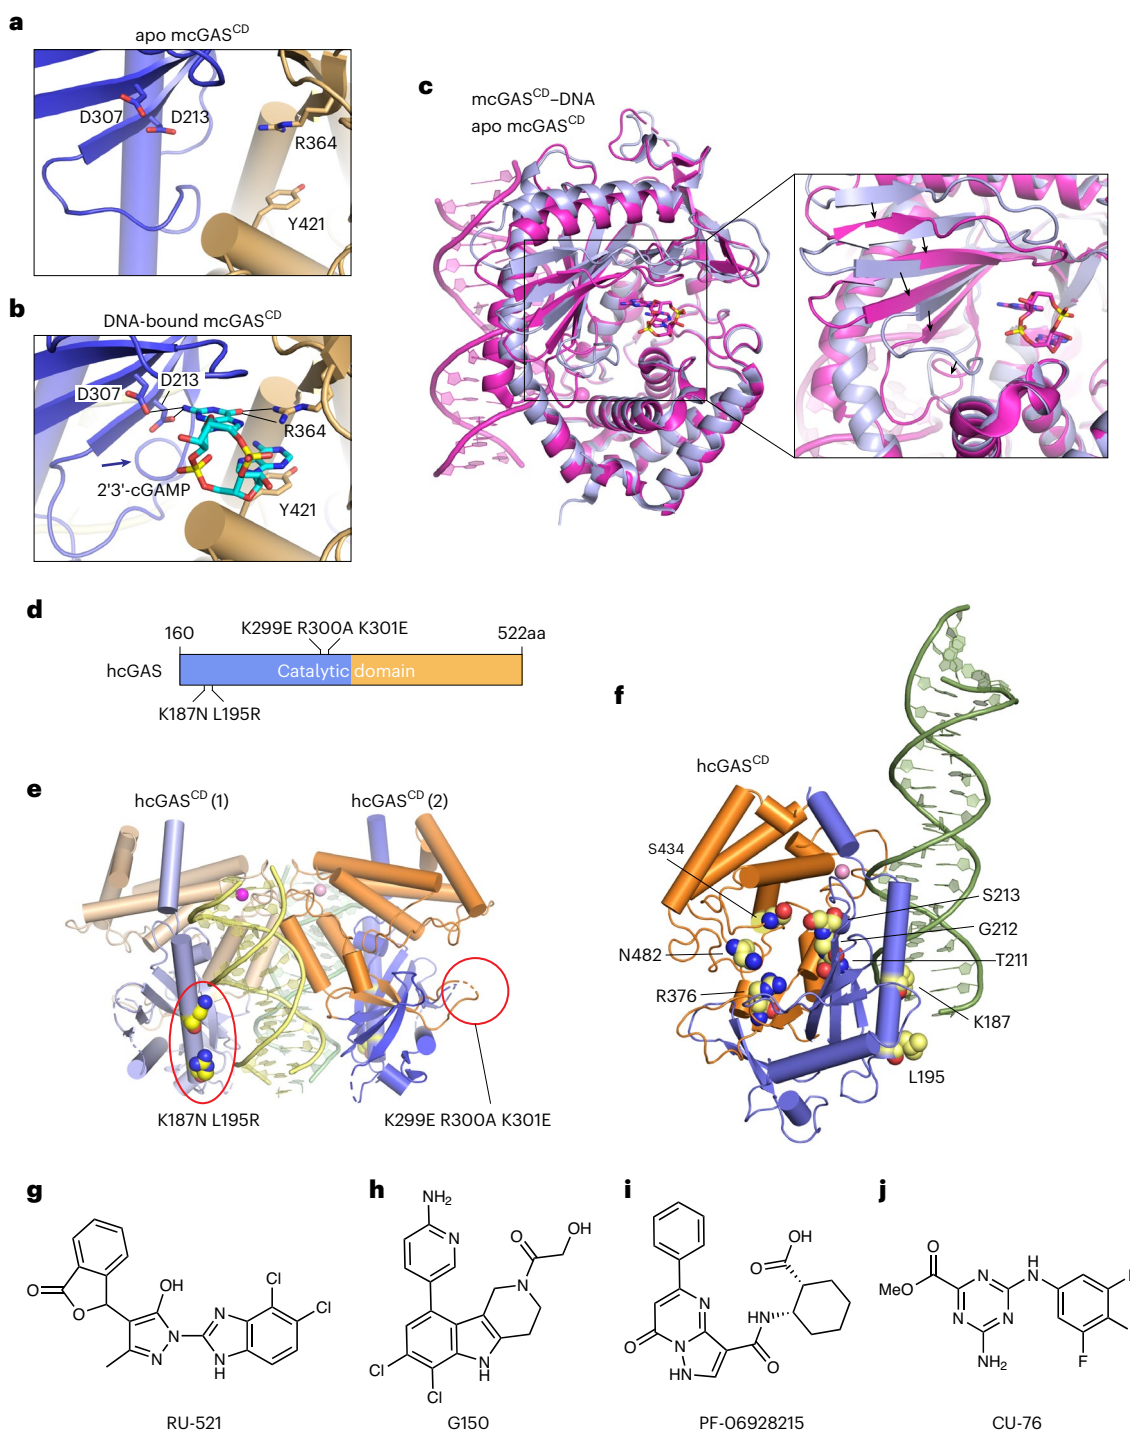 a
apo mcGAS^CD
D307
D213
R364
Y421
b
DNA-bound mcGAS^CD
D307
D213
R364
2'3'-cGAMP
Y421
c
mcGAS^CD–DNA
apo mcGAS^CD
d
K299E R300A K301E
160
522aa
hcGAS
Catalytic domain
K187N L195R
e
hcGAS^CD (1)
hcGAS^CD (2)
K187N L195R
K299E R300A K301E
f
hcGAS^CD
S434
S213
G212
N482
T211
R376
K187
L195
g
O
O
OH
N
N
N
N
H
Cl
Cl
RU-521
h
NH2
N
O
OH
N
Cl
Cl
N
H
G150
i
O
OH
N
HN
O
N
HN
O
PF-06928215
j
O
MeO
N
N
N
H
N
NH2
F
CU-76